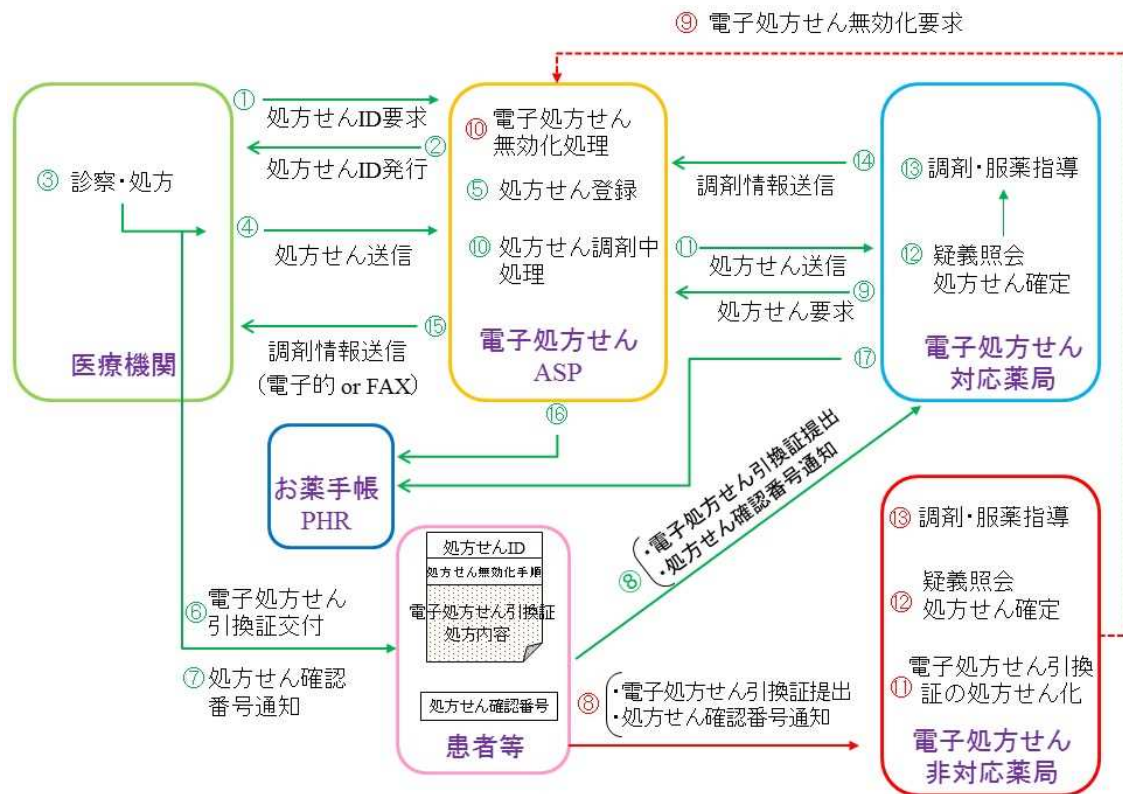 ⑨ 電子処方せん無効化要求
①
処方せんID要求
②
処方せんID発行
③ 診察・処方
④
処方せん送信
⑮
調剤情報送信
(電子的 or FAX)
医療機関
⑩ 電子処方せん
無効化処理
⑤ 処方せん登録
⑩ 処方せん調剤中
処理
電子処方せん
ASP
⑭
調剤情報送信
⑪
処方せん送信
⑨
処方せん要求
⑰
⑬調剤・服薬指導
⑫ 疑義照会
処方せん確定
電子処方せん
対応薬局
⑯
お薬手帳
PHR
⑧
・電子処方せん引換証提出
・処方せん確認番号通知
⑥電子処方せん
引換証交付
⑦処方せん確認
番号通知
処方せんID
処方せん無効化手順
電子処方せん引換証
処方内容
処方せん確認番号
患者等
⑧
・電子処方せん引換証提出
・処方せん確認番号通知
⑬ 調剤・服薬指導
⑫ 疑義照会
処方せん確定
⑪ 電子処方せん引換
証の処方せん化
電子処方せん
非対応薬局